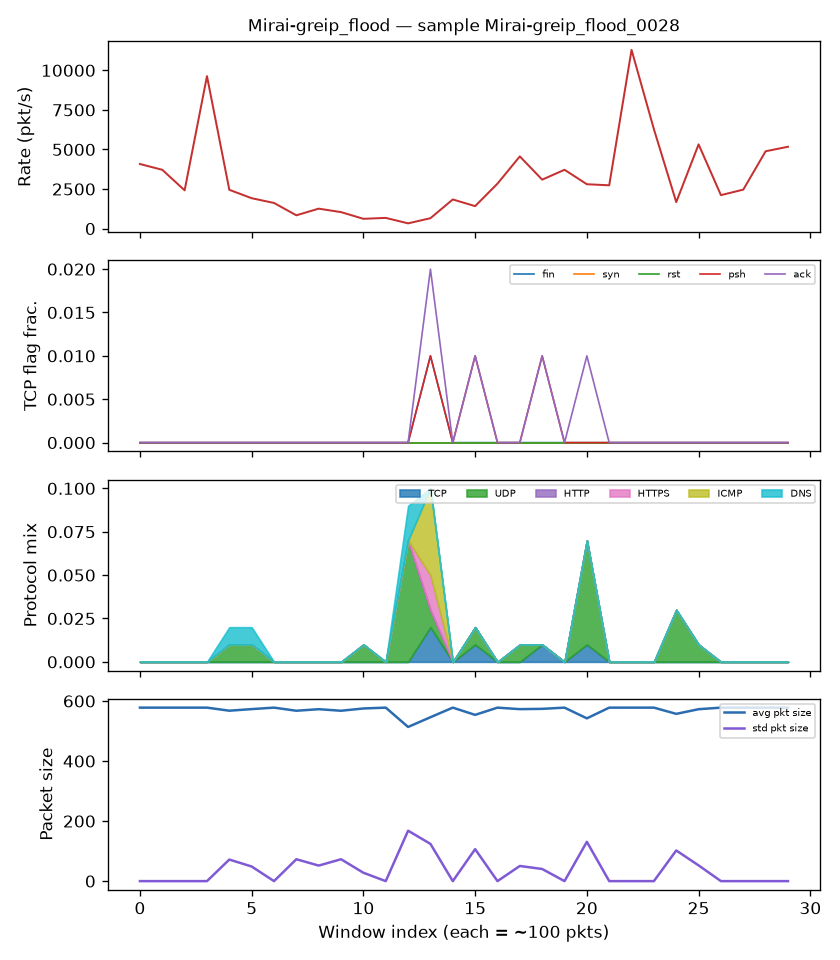 Mirai-greip_flood — sample Mirai-greip_flood_0028
Rate (pkt/s)
10000
7500
5000
2500
0
TCP flag frac.
0.020
0.015
0.010
0.005
0.000
fin syn rst psh ack
Protocol mix
0.100
0.075
0.050
0.025
0.000
TCP UDP HTTP HTTPS ICMP DNS
Packet size
600
400
200
0
avg pkt size
std pkt size
0 5 10 15 20 25 30
Window index (each = ~100 pkts)